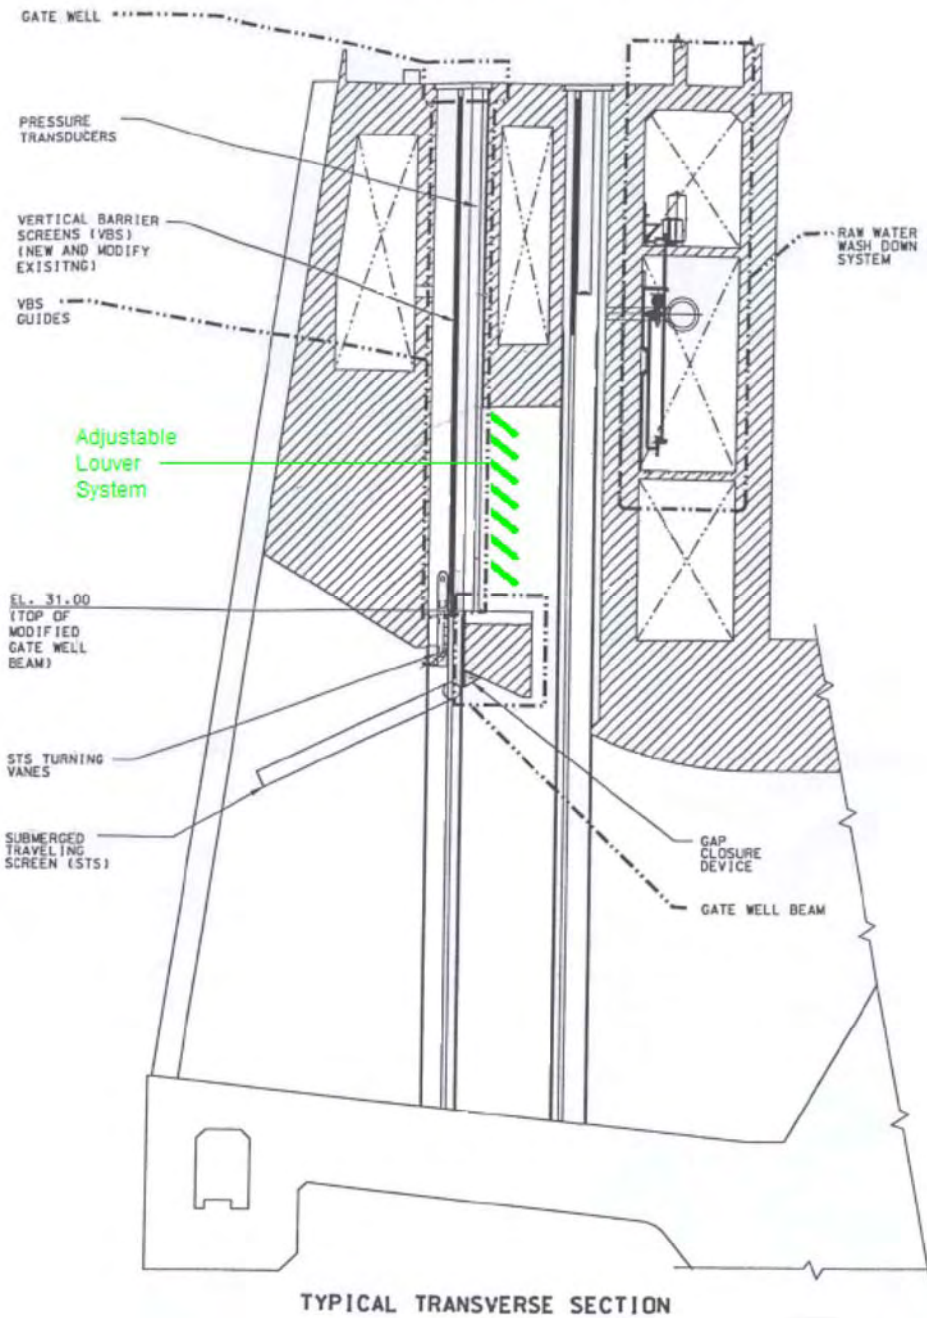 GATE WELL
PRESSURE
TRANSDUCERS
VERTICAL BARRIER
SCREENS (VBS)
(NEW AND MODIFY
EXISITNG)
VBS
GUIDES
RAW WATER
WASH DOWN
SYSTEM
Adjustable
Louver
System
EL. 31.00
(TOP OF
MODIFIED
GATE WELL
BEAM)
STS TURNING
VANES
SUBMERGED
TRAVELING
SCREEN (STS)
GAP
CLOSURE
DEVICE
GATE WELL BEAM
TYPICAL TRANSVERSE SECTION